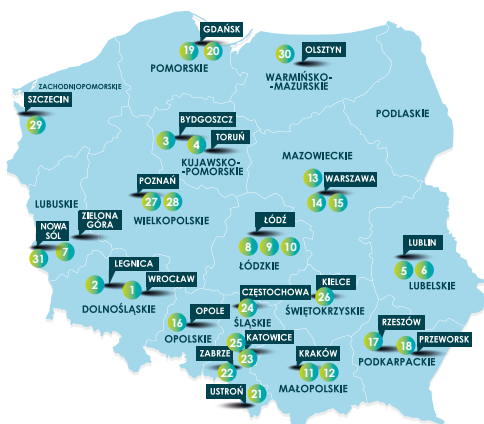 GDAŃSK
19 20
POMORSKIE
30 OLSZTYN
WARMIŃSKO-
-MAZURSKIE
ZACHODNIOPOMORSKIE
SZCZECIN
29
PODLASKIE
BYDGOSZCZ
3 4 TORUŃ
KUJAWSKO-
-POMORSKIE
MAZOWIECKIE
13
WARSZAWA
14 15
POZNAŃ
27 28
WIELKOPOLSKIE
LUBUSKIE
ZIELONA
GÓRA
NOWA
SÓL
31 7
ŁÓDŹ
8 9 10
ŁÓDZKIE
LUBLIN
5 6
LUBELSKIE
LEGNICA
2 1 WROCŁAW
DOLNOŚLĄSKIE
CZĘSTOCHOWA
24
ŚLĄSKIE
KIELCE
26
ŚWIĘTOKRZYSKIE
OPOLE
16
OPOLSKIE
25 KATOWICE
23
ZABRZE
22
USTROŃ 21
KRAKÓW
11 12
MAŁOPOLSKIE
RZESZÓW
17 18 PRZEWORSK
PODKARPACKIE